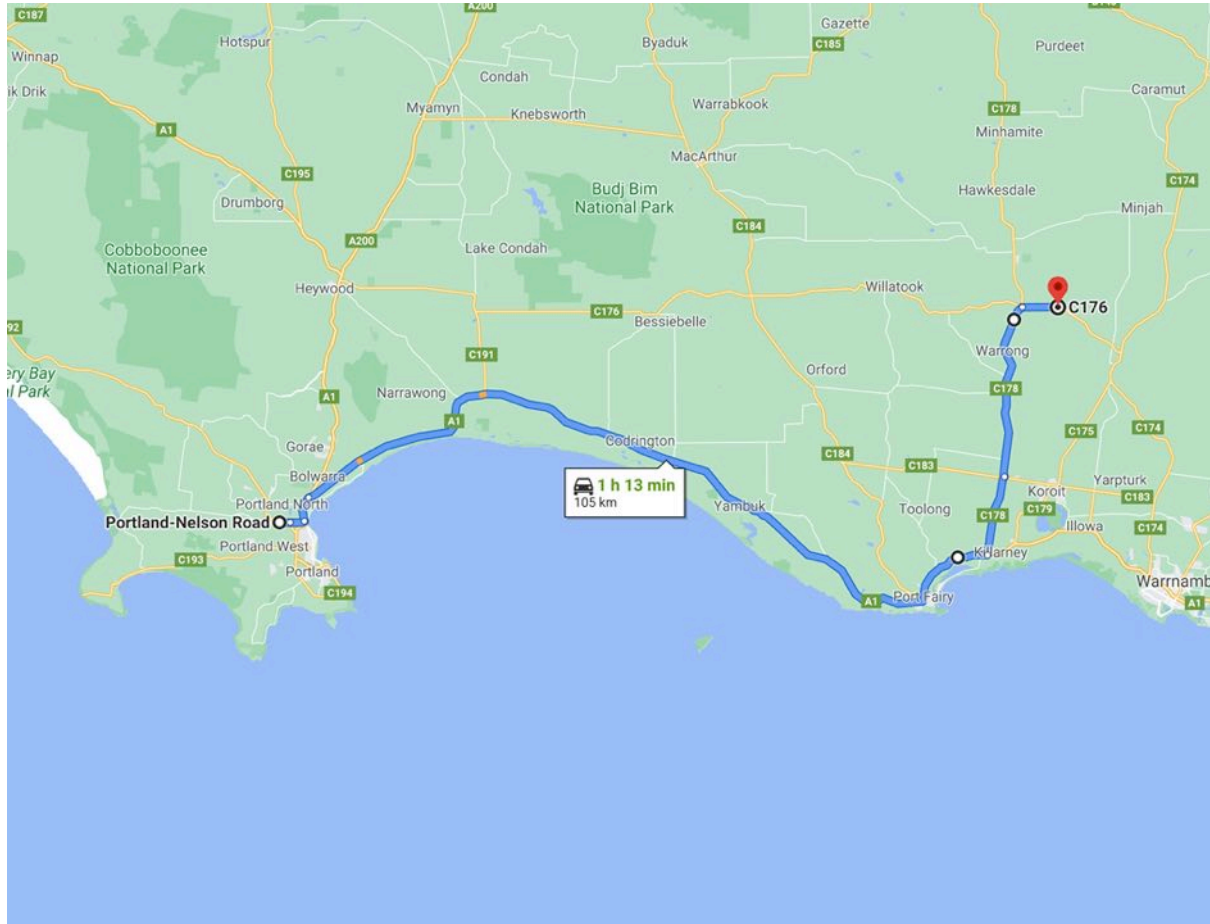 C187
Hotspur
A200
Gazette
C148
Winnap
Byaduk
C185
Purdeet
ik Drik
Condah
Caramut
Myamyn
Knebsworth
Warrabkook
C178
A1
Minhamite
MacArthur
C195
Budj Bim
National Park
Hawkesdale
C174
Drumborg
Minjah
A200
Lake Condah
C184
Cobboboonee
National Park
Heywood
Willatook
C176
C176
92
Bessiebelle
C191
Warrong
ery Bay
al Park
Orford
Narrawong
C178
A1
A1
Gorae
Codrington
C175
C174
Bolwarra
C184
C183
Yarpturk
1 h 13 min
105 km
Koroit
C183
Portland North
Yambuk
Toolong
C179
Portland-Nelson Road
C178
Illowa
C174
Portland West
Killarney
C193
Portland
Warrnamb
C194
A1
Port Fairy
A1